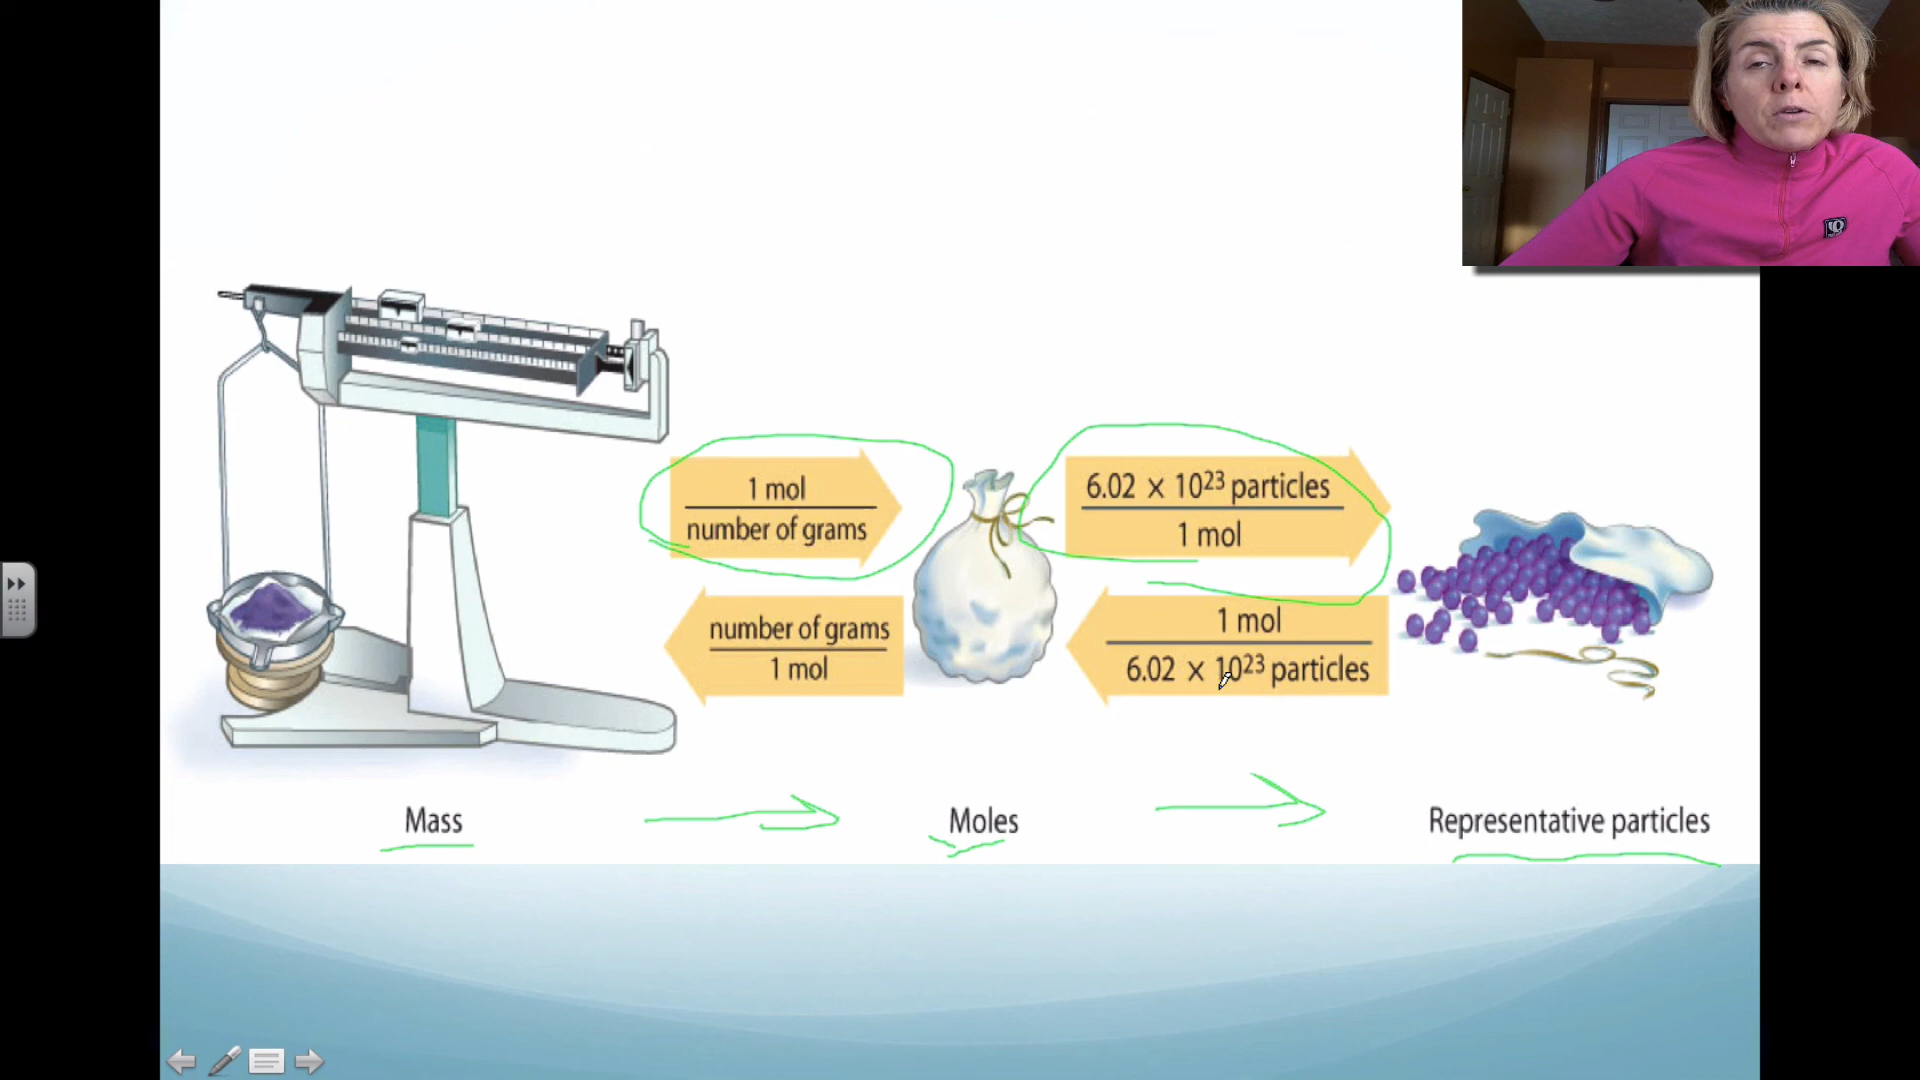 1 mol
number of grams
6.02 × 10²³ particles
1 mol
number of grams
1 mol
1 mol
6.02 × 10²³ particles
Mass
Moles
Representative particles